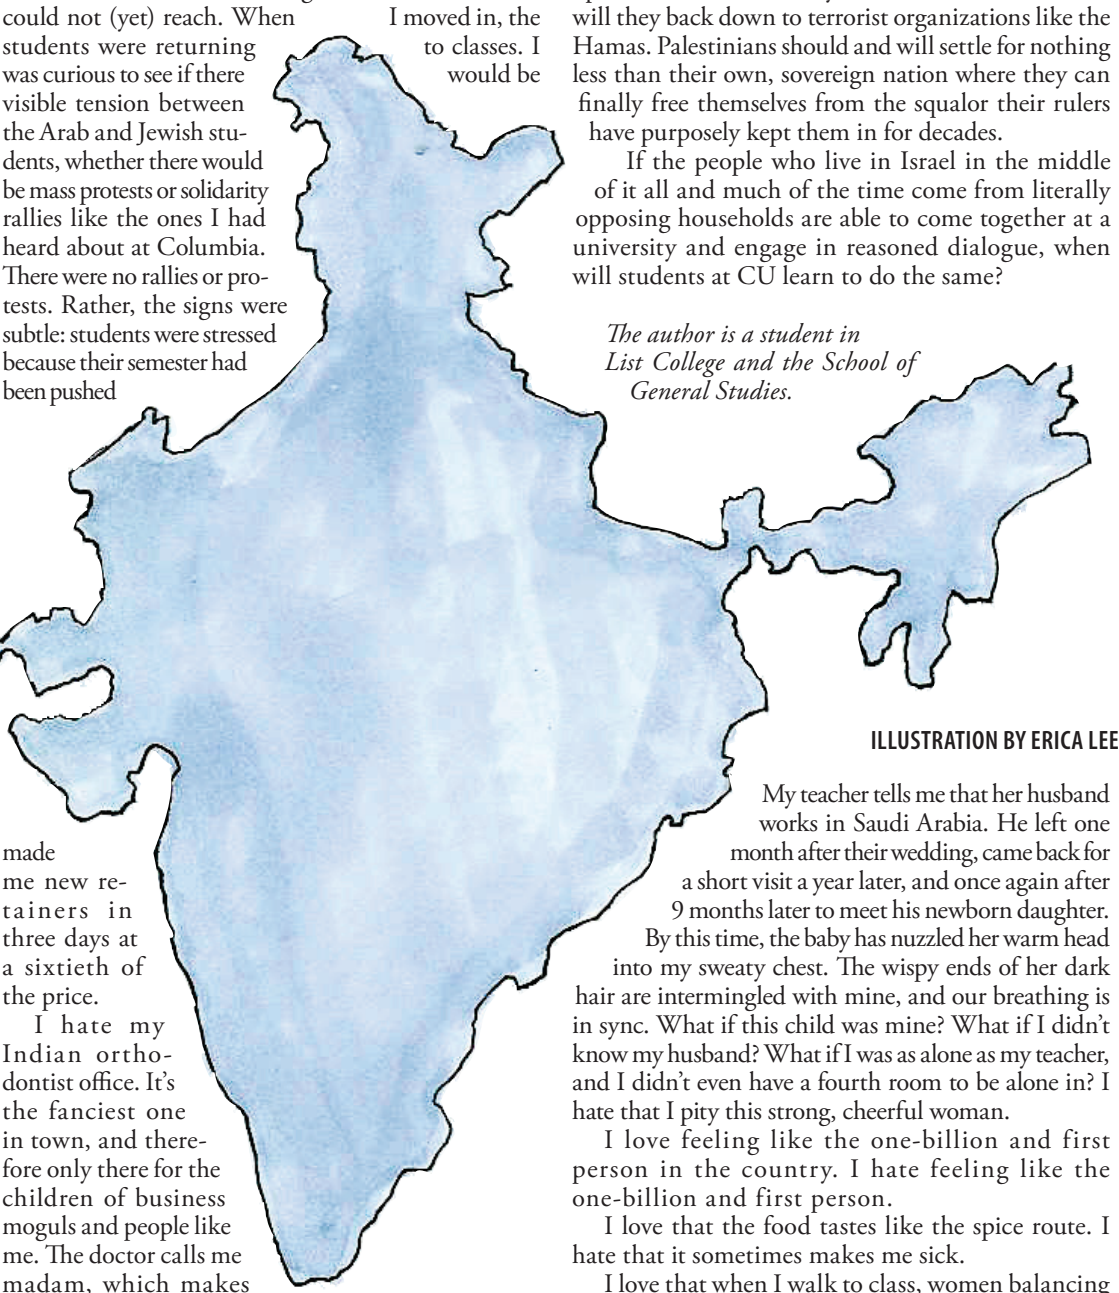 could not (yet) reach. When I moved in, the
students were returning to classes. I
was curious to see if there would be
visible tension between
the Arab and Jewish stu-
dents, whether there would
be mass protests or solidarity
rallies like the ones I had
heard about at Columbia.
There were no rallies or pro-
tests. Rather, the signs were
subtle: students were stressed
because their semester had
been pushed
will they back down to terrorist organizations like the
Hamas. Palestinians should and will settle for nothing
less than their own, sovereign nation where they can
finally free themselves from the squalor their rulers
have purposely kept them in for decades.
If the people who live in Israel in the middle
of it all and much of the time come from literally
opposing households are able to come together at a
university and engage in reasoned dialogue, when
will students at CU learn to do the same?
The author is a student in
List College and the School of
General Studies.
ILLUSTRATION BY ERICA LEE
made
me new re-
tainers in
three days at
a sixtieth of
the price.
I hate my
Indian ortho-
dontist office. It's
the fanciest one
in town, and there-
fore only there for the
children of business
moguls and people like
me. The doctor calls me
madam, which makes
My teacher tells me that her husband
works in Saudi Arabia. He left one
month after their wedding, came back for
a short visit a year later, and once again after
9 months later to meet his newborn daughter.
By this time, the baby has nuzzled her warm head
into my sweaty chest. The wispy ends of her dark
hair are intermingled with mine, and our breathing is
in sync. What if this child was mine? What if I didn't
know my husband? What if I was as alone as my teacher,
and I didn't even have a fourth room to be alone in? I
hate that I pity this strong, cheerful woman.
I love feeling like the one-billion and first
person in the country. I hate feeling like the
one-billion and first person.
I love that the food tastes like the spice route. I
hate that it sometimes makes me sick.
I love that when I walk to class, women balancing